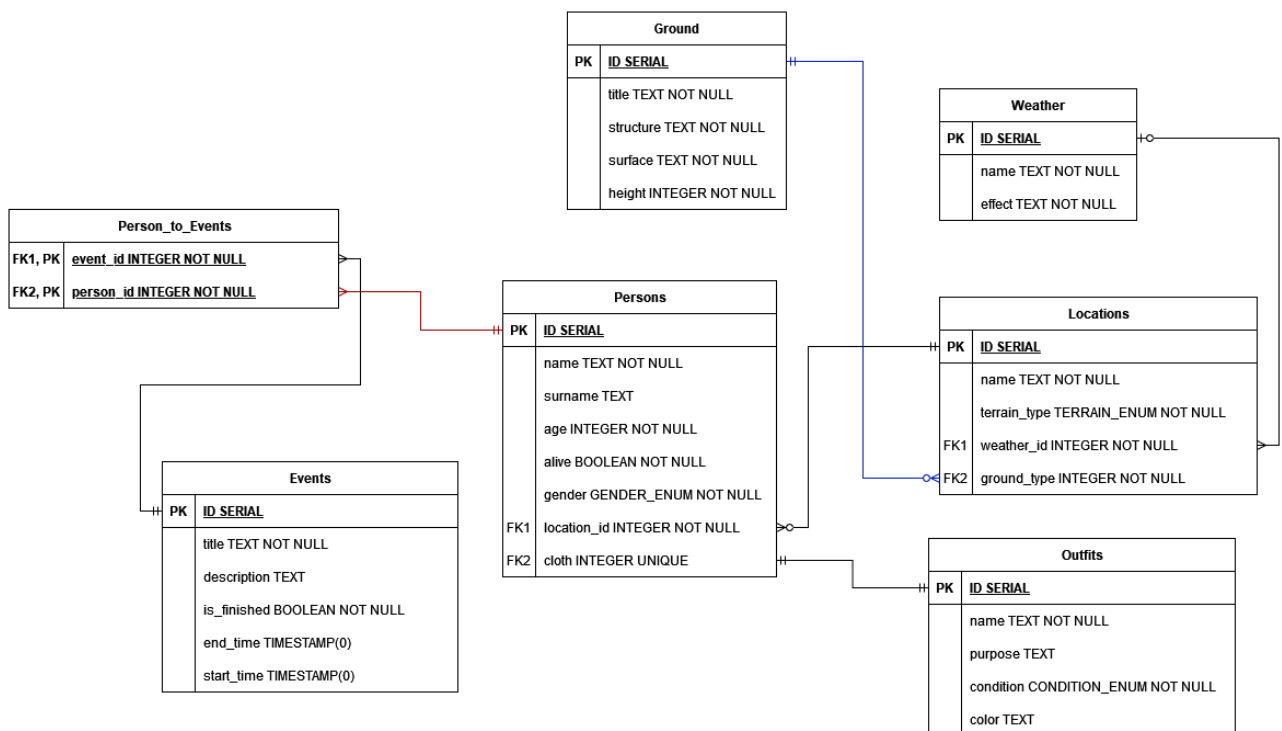 Ground
PK ID SERIAL
title TEXT NOT NULL
structure TEXT NOT NULL
surface TEXT NOT NULL
height INTEGER NOT NULL
Weather
PK ID SERIAL
name TEXT NOT NULL
effect TEXT NOT NULL
Person_to_Events
FK1, PK event_id INTEGER NOT NULL
FK2, PK person_id INTEGER NOT NULL
Persons
PK ID SERIAL
name TEXT NOT NULL
surname TEXT
age INTEGER NOT NULL
alive BOOLEAN NOT NULL
gender GENDER_ENUM NOT NULL
FK1 location_id INTEGER NOT NULL
FK2 cloth INTEGER UNIQUE
Locations
PK ID SERIAL
name TEXT NOT NULL
terrain_type TERRAIN_ENUM NOT NULL
FK1 weather_id INTEGER NOT NULL
FK2 ground_type INTEGER NOT NULL
Events
PK ID SERIAL
title TEXT NOT NULL
description TEXT
is_finished BOOLEAN NOT NULL
end_time TIMESTAMP(0)
start_time TIMESTAMP(0)
Outfits
PK ID SERIAL
name TEXT NOT NULL
purpose TEXT
condition CONDITION_ENUM NOT NULL
color TEXT